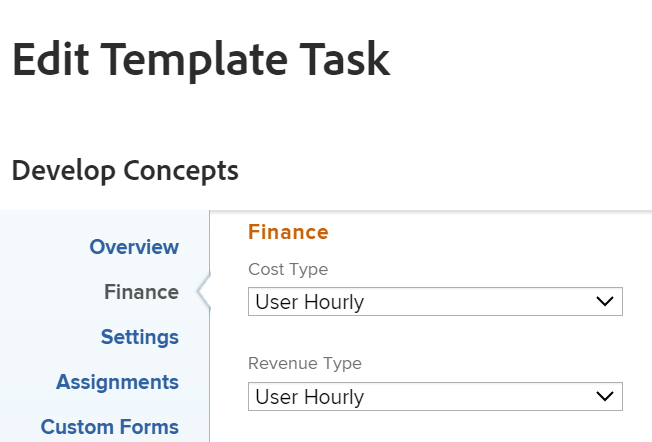 Edit Template Task
Develop Concepts
Overview
Finance
Settings
Assignments
Custom Forms
Finance
Cost Type
User Hourly
Revenue Type
User Hourly